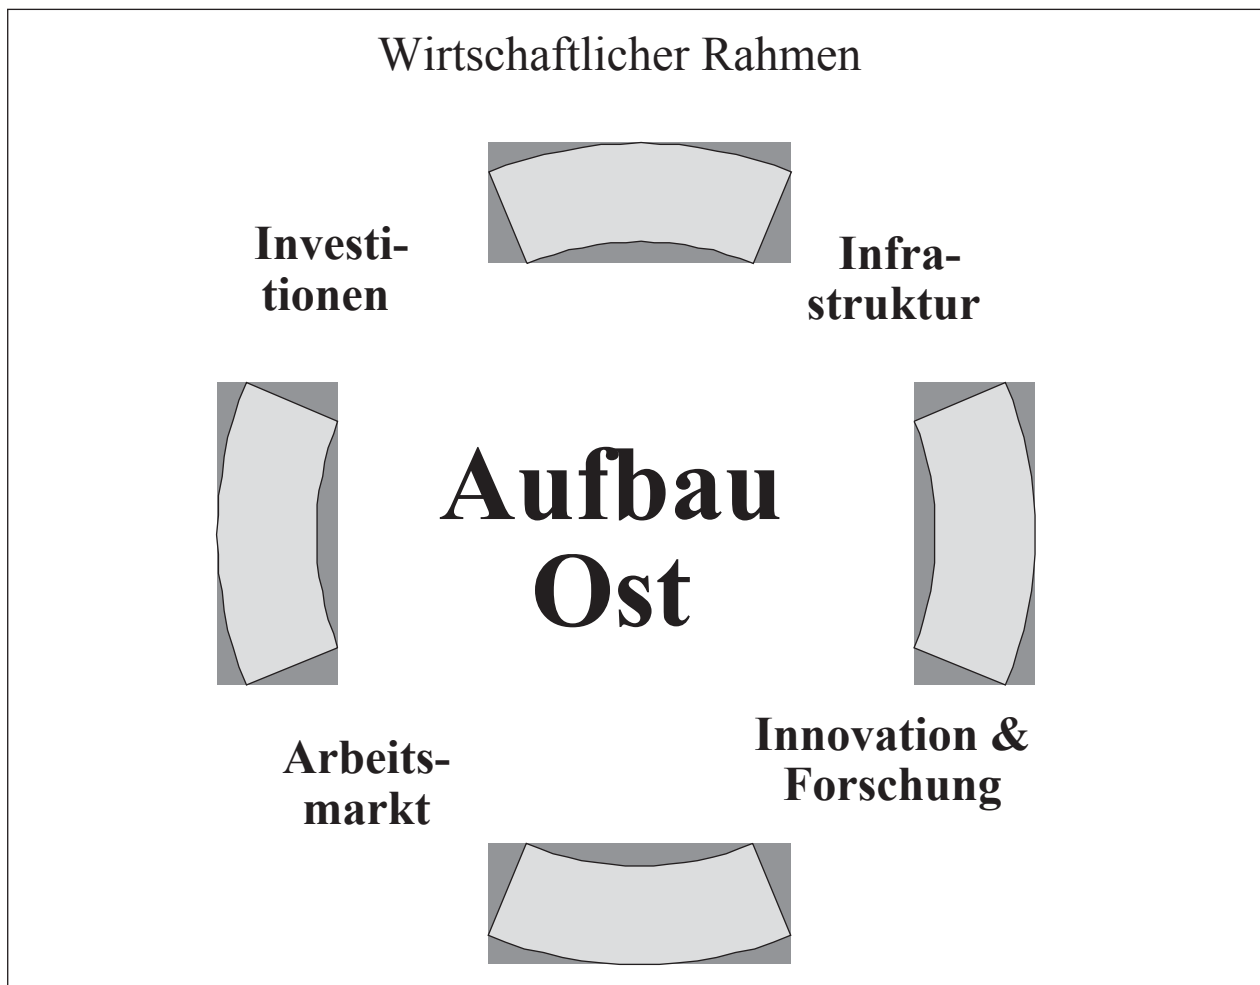 Wirtschaftlicher Rahmen
Investi-
tionen
Infra-
struktur
Aufbau
Ost
Arbeits-
markt
Innovation &
Forschung